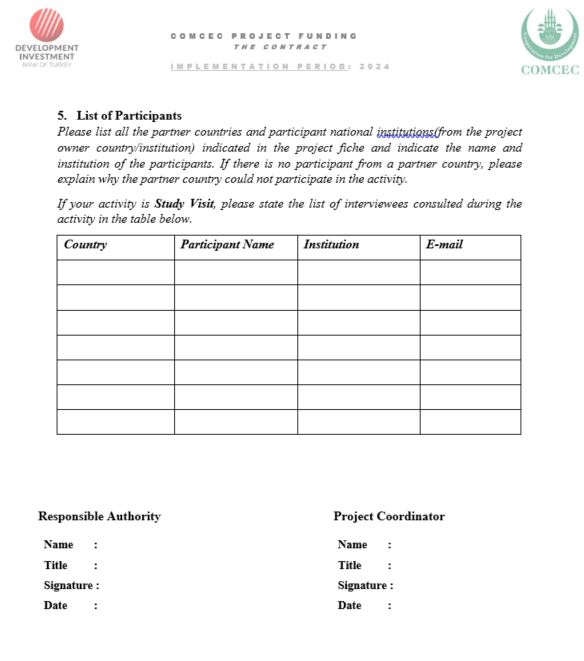 DEVELOPMENT
INVESTMENT
BANK OF TURKEY
COMCEC PROJECT FUNDING
THE CONTRACT
IMPLEMENTATION PERIOD: 2024
Cooperation for Development
COMCEC
5. List of Participants
Please list all the partner countries and participant national institutions(from the project
owner country/institution) indicated in the project fiche and indicate the name and
institution of the participants. If there is no participant from a partner country, please
explain why the partner country could not participate in the activity.
If your activity is Study Visit, please state the list of interviewees consulted during the
activity in the table below.
Country Participant Name Institution E-mail
Responsible Authority Project Coordinator
Name : Name :
Title : Title :
Signature : Signature :
Date : Date :